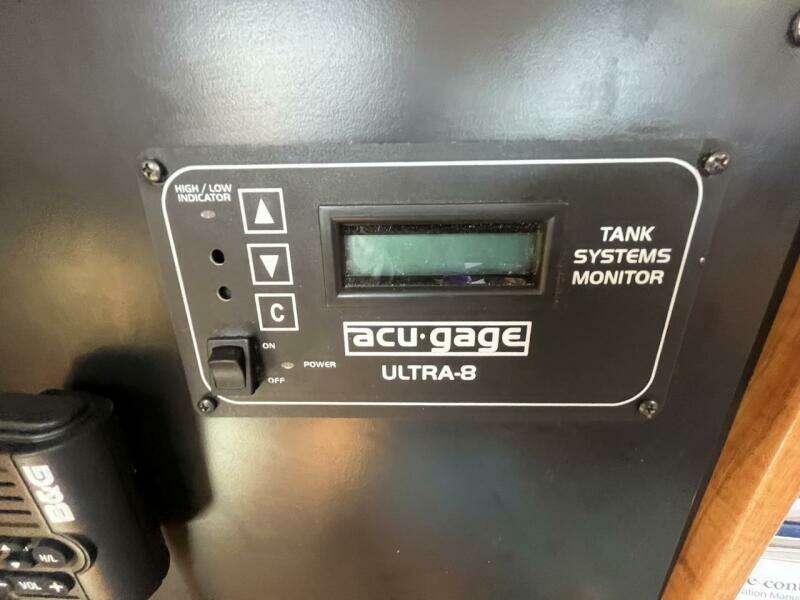 HIGH / LOW
INDICATOR
C
ON
POWER
OFF
TANK
SYSTEMS
MONITOR
acu·gage
ULTRA-8
B&G
H/L
VOL +